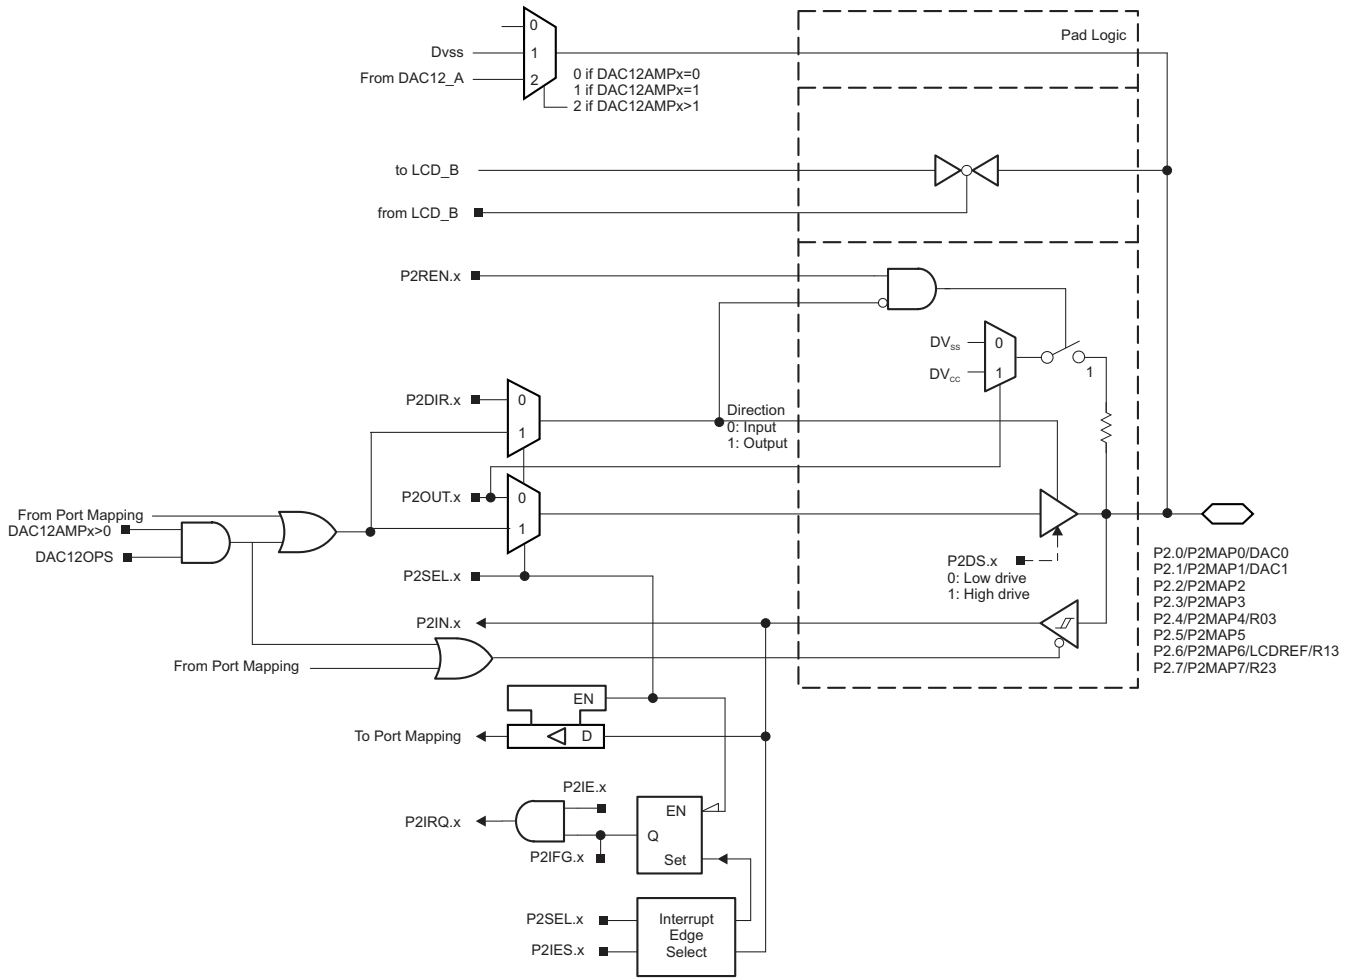 Pad Logic
0
Dvss
1
From DAC12_A
2
0 if DAC12AMPx=0
1 if DAC12AMPx=1
2 if DAC12AMPx>1
to LCD_B
from LCD_B
P2REN.x
DVSS
0
DVCC
1
1
P2DIR.x
0
1
Direction
0: Input
1: Output
P2OUT.x
0
1
From Port Mapping
DAC12AMPx>0
DAC12OPS
P2SEL.x
P2DS.x
0: Low drive
1: High drive
P2.0/P2MAP0/DAC0
P2.1/P2MAP1/DAC1
P2.2/P2MAP2
P2.3/P2MAP3
P2.4/P2MAP4/R03
P2.5/P2MAP5
P2.6/P2MAP6/LCDREF/R13
P2.7/P2MAP7/R23
P2IN.x
From Port Mapping
EN
To Port Mapping
D
P2IE.x
P2IRQ.x
EN
Q
P2IFG.x
Set
P2SEL.x
P2IES.x
Interrupt
Edge
Select